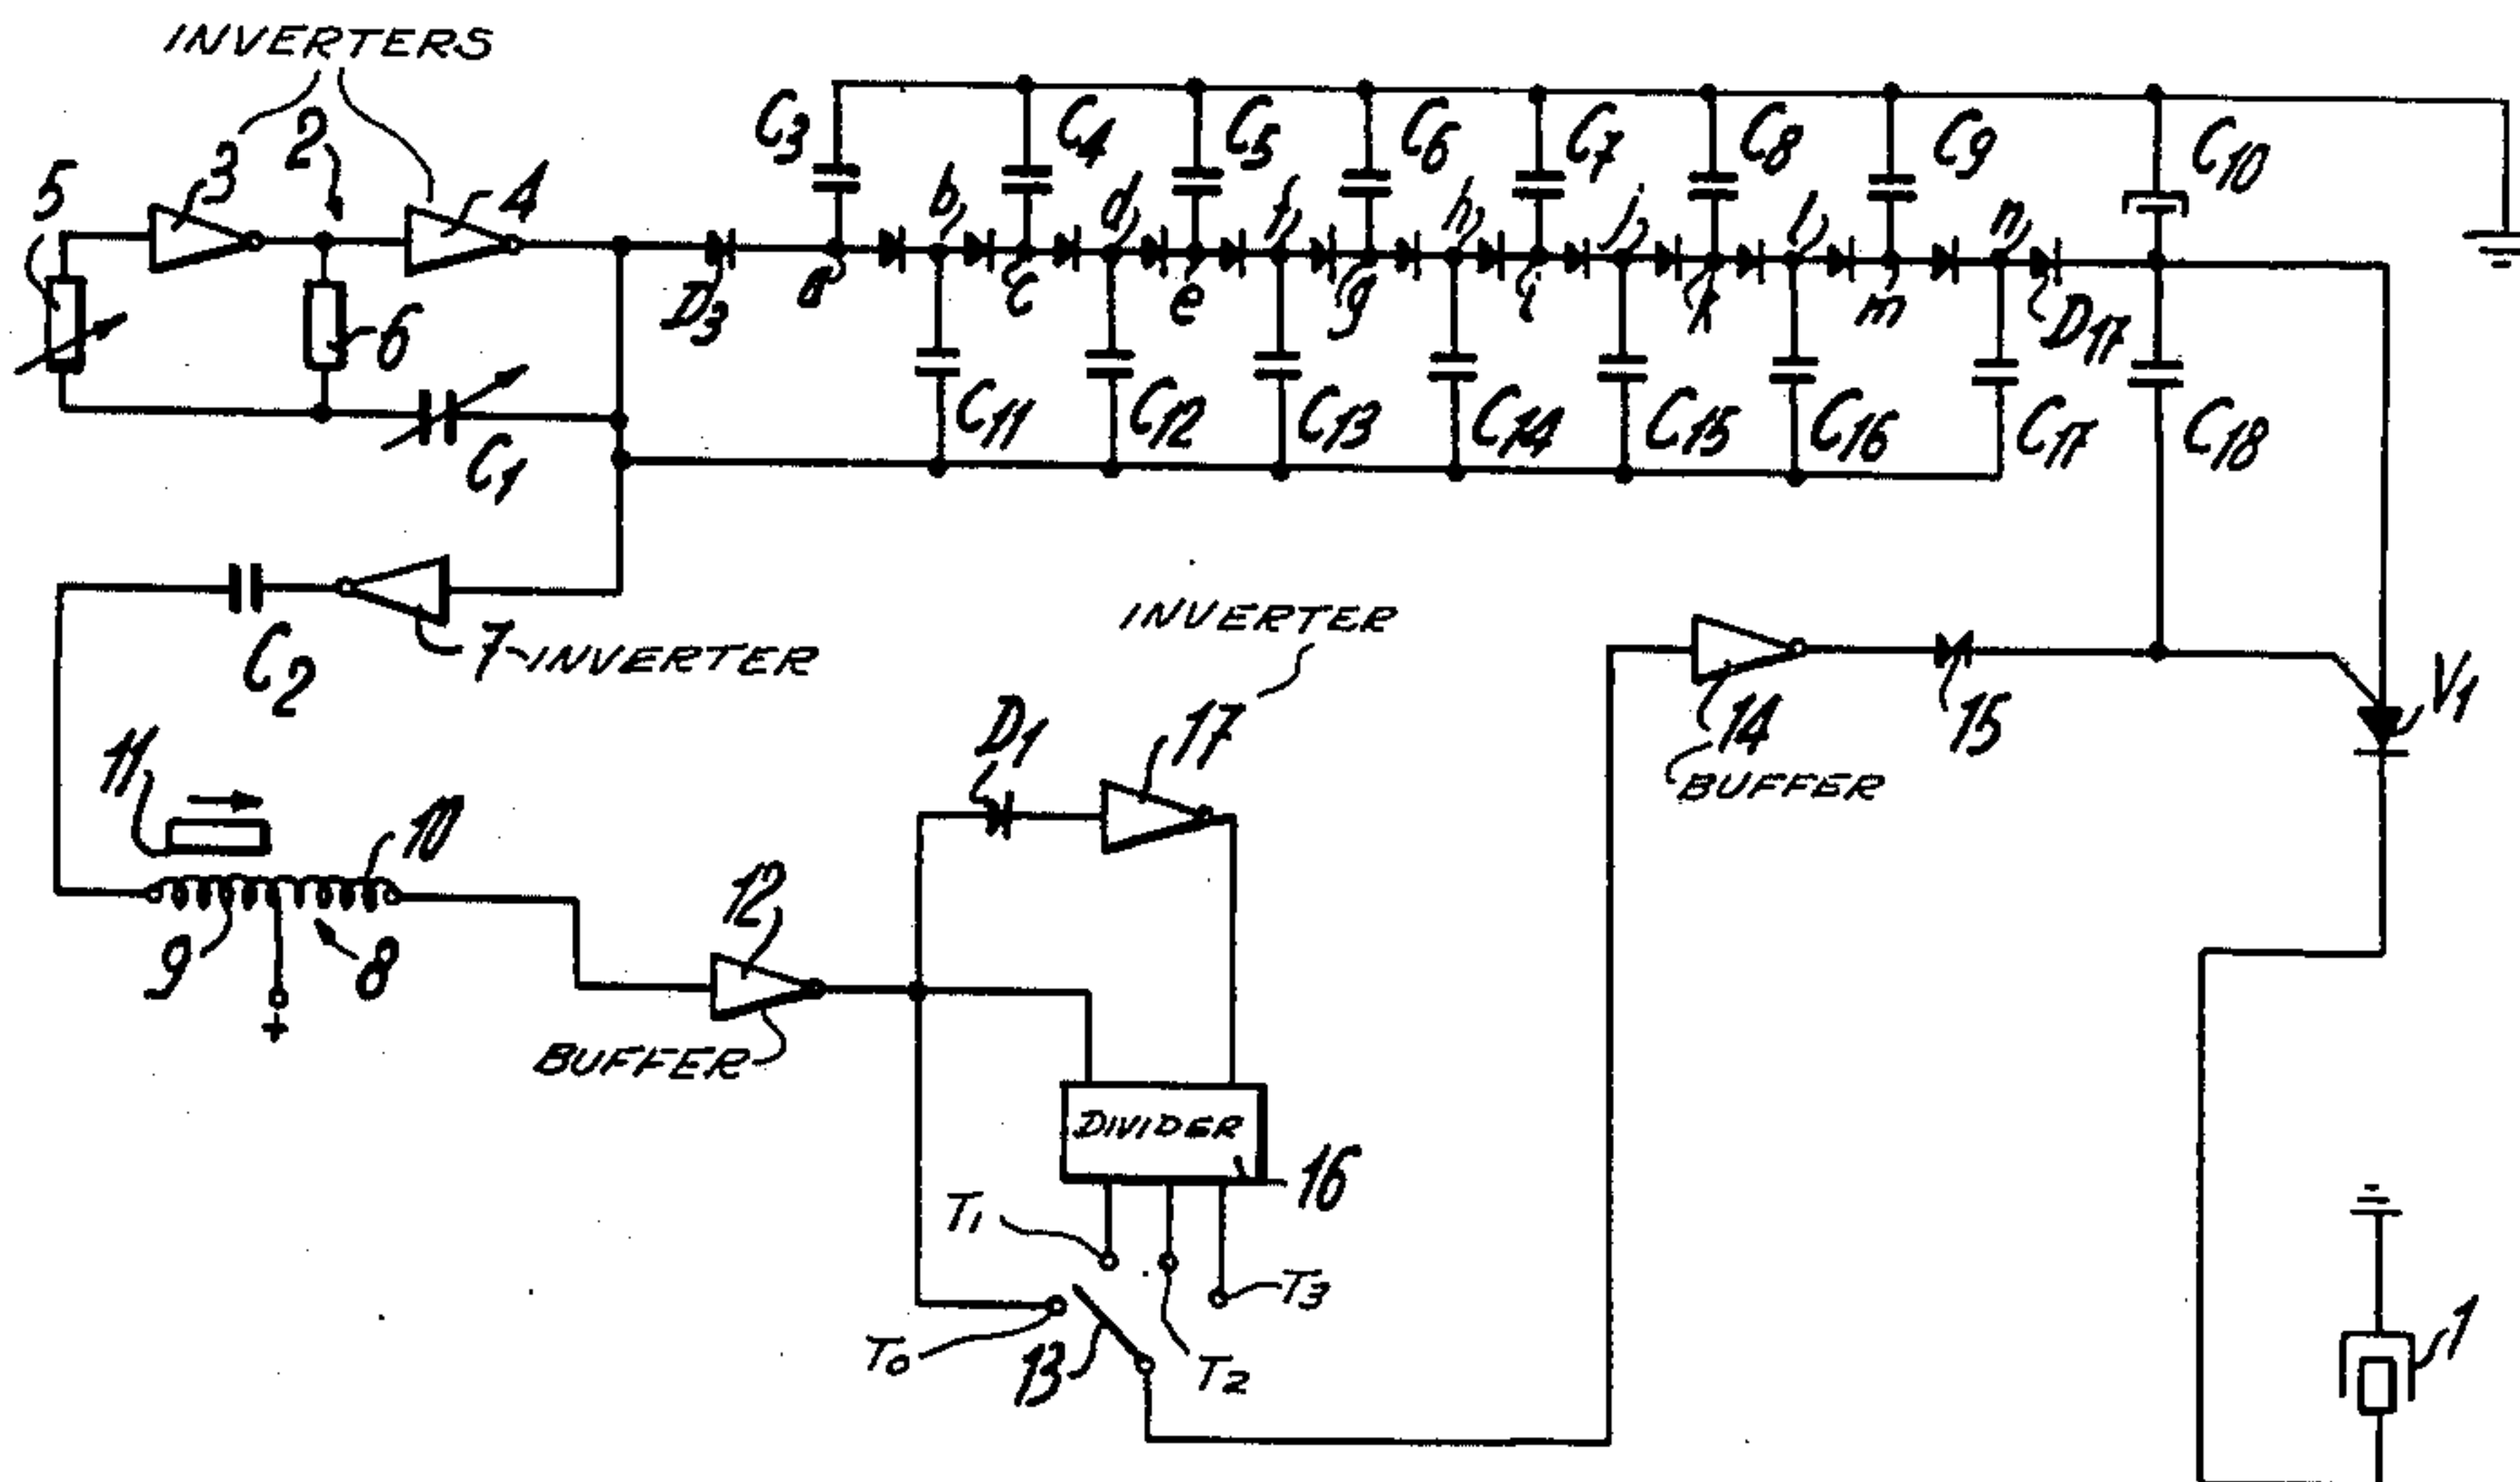 INVERTERS
5
3
2
4
C3
C4
C5
C6
C7
C8
C9
C10
b
d
f
h
j
l
n
D3
a
c
e
g
i
k
m
D17
6
C1
C11
C12
C13
C14
C15
C16
C17
C18
C2
7
INVERTER
INVERTER
11
10
9
8
+
12
BUFFER
D1
17
14
BUFFER
15
V1
DIVIDER
16
T1
T3
T0
13
T2
1